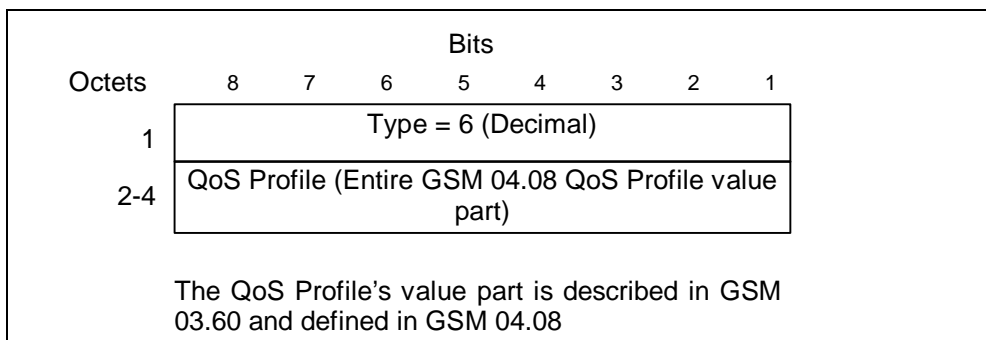 Bits
Octets 8 7 6 5 4 3 2 1
1 Type = 6 (Decimal)
2-4 QoS Profile (Entire GSM 04.08 QoS Profile value
part)
The QoS Profile's value part is described in GSM
03.60 and defined in GSM 04.08